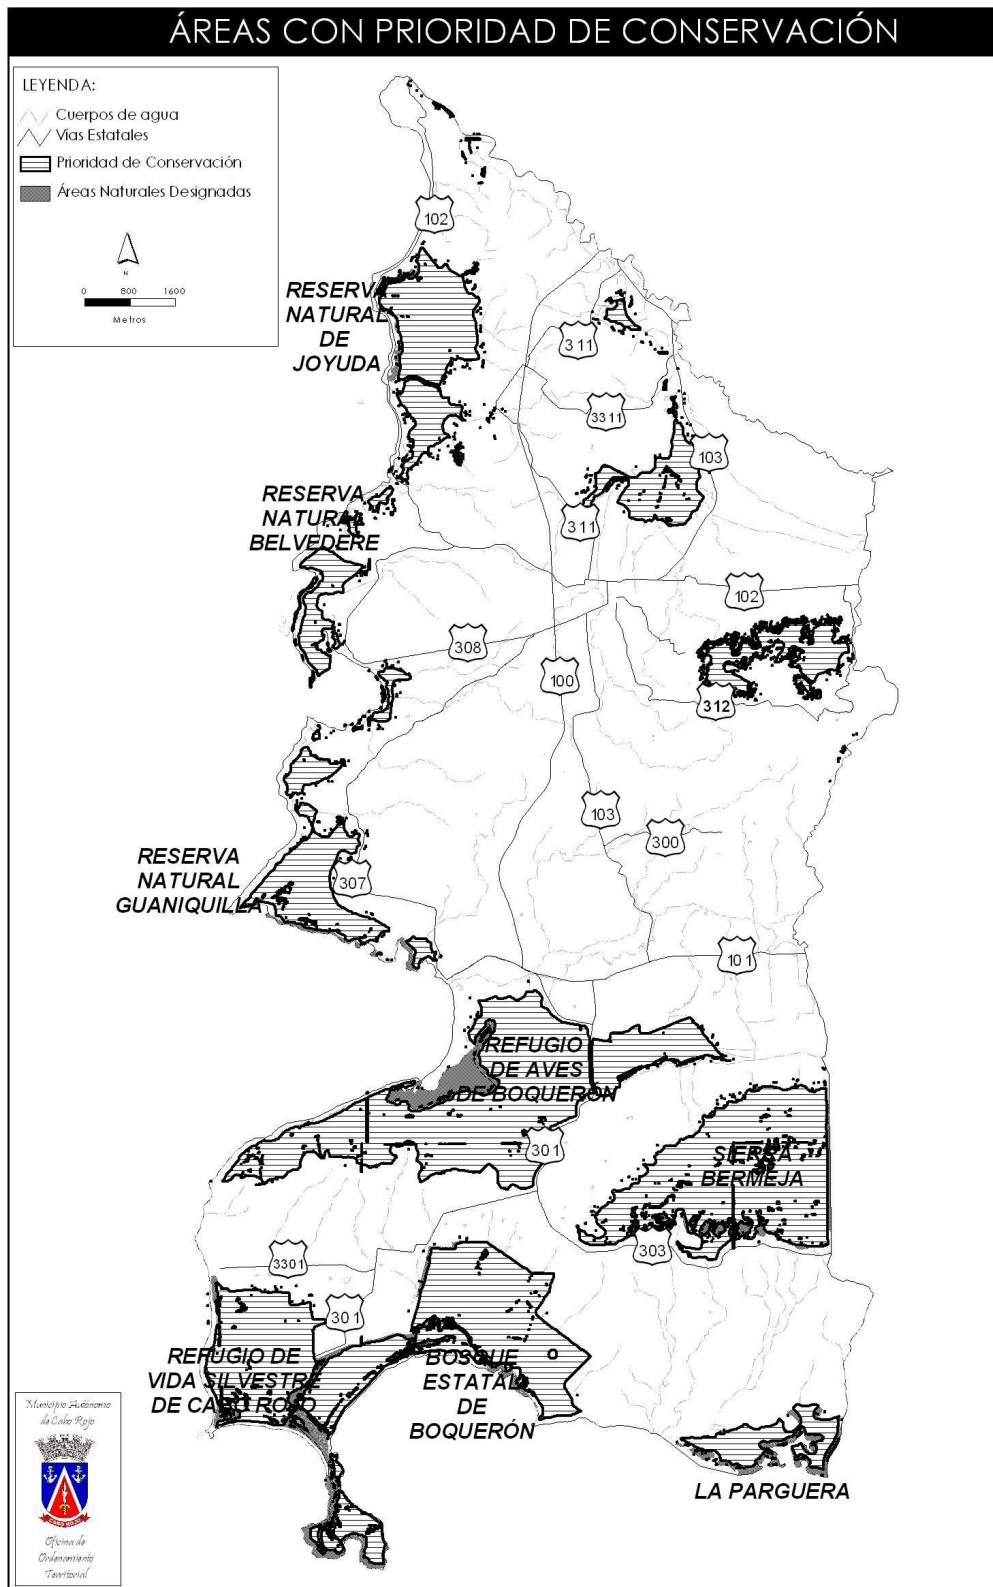 ÁREAS CON PRIORIDAD DE CONSERVACIÓN
LEYENDA:
Cuerpos de agua
Vías Estatales
Prioridad de Conservación
Áreas Naturales Designadas
N
0 800 1600
Metros
102
RESERVA
NATURAL
DE
JOYUDA
311
3311
103
RESERVA
NATURAL
BELVEDERE
311
102
308
100
312
103
300
RESERVA
NATURAL
GUANIQUILLA
307
101
REFUGIO
DE AVES
DE BOQUERÓN
301
SIERRA
BERMEJA
303
3301
301
REFUGIO DE
VIDA SILVESTRE
DE CABO ROJO
BOSQUE
ESTATAL
DE
BOQUERÓN
LA PARGUERA
Municipio Autónomo
de Cabo Rojo
CABO ROJO
Oficina de
Ordenamiento
Territorial